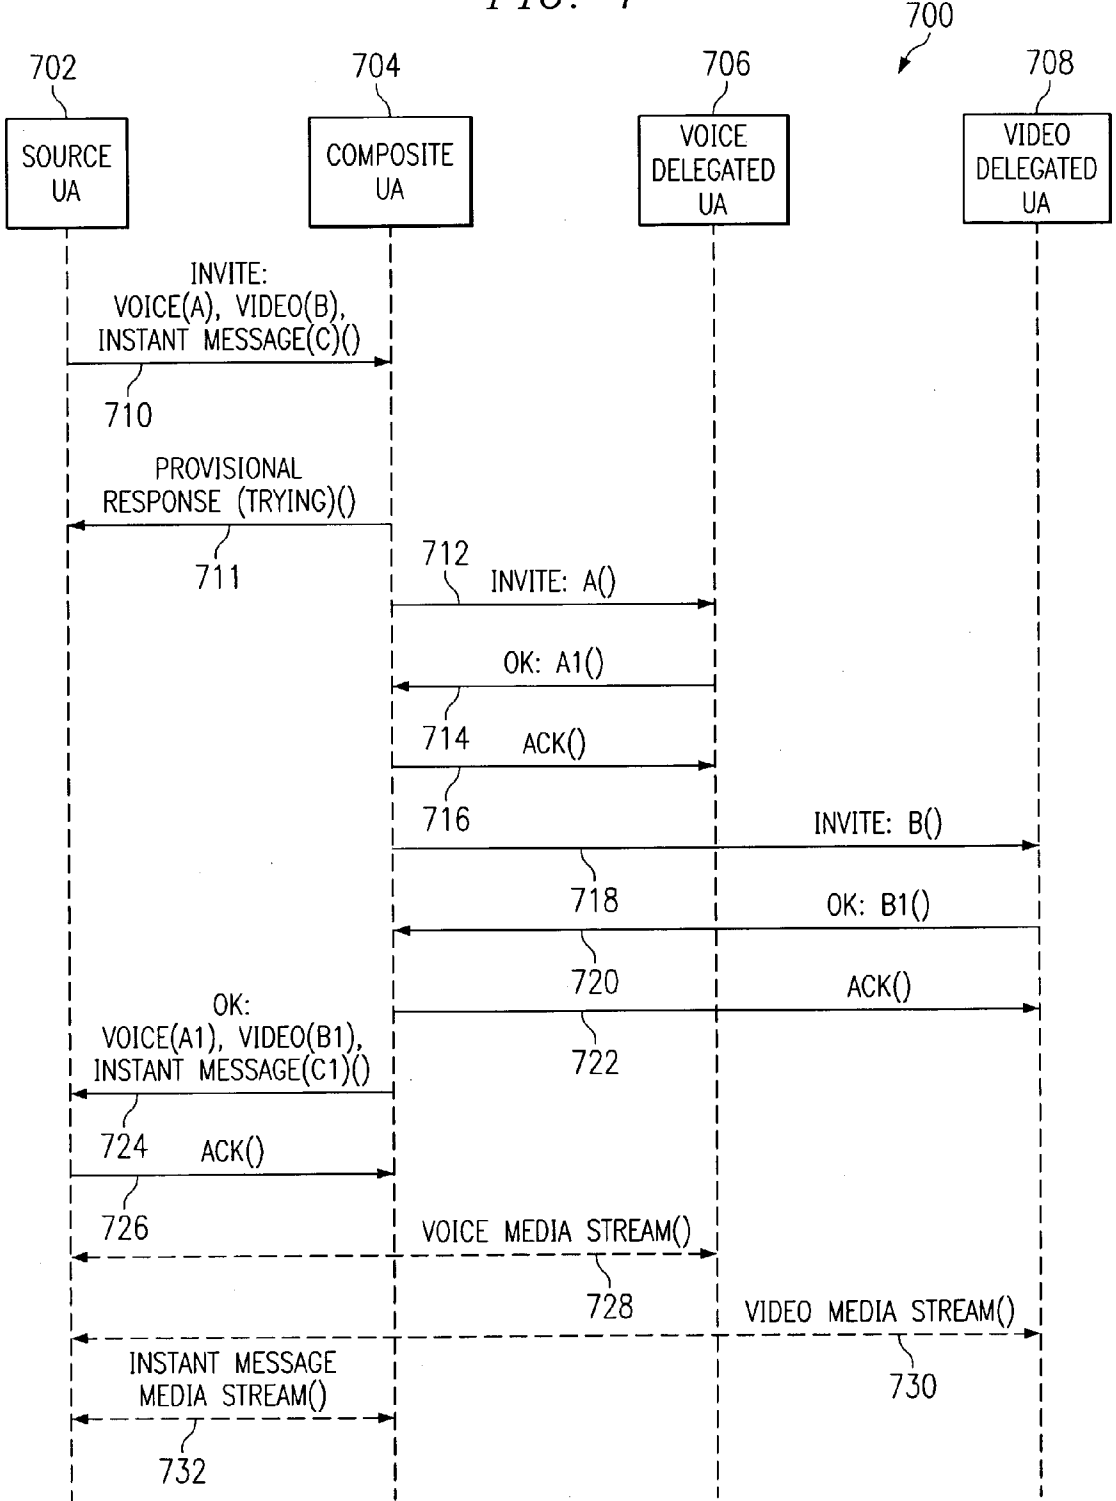 FIG. 7
700
702
704
706
708
SOURCE
UA
COMPOSITE
UA
VOICE
DELEGATED
UA
VIDEO
DELEGATED
UA
INVITE:
VOICE(A), VIDEO(B),
INSTANT MESSAGE(C)()
710
PROVISIONAL
RESPONSE (TRYING)()
711
712
INVITE: A()
OK: A1()
714
ACK()
716
INVITE: B()
718
OK: B1()
720
ACK()
722
OK:
VOICE(A1), VIDEO(B1),
INSTANT MESSAGE(C1)()
724
ACK()
726
VOICE MEDIA STREAM()
728
VIDEO MEDIA STREAM()
730
INSTANT MESSAGE
MEDIA STREAM()
732